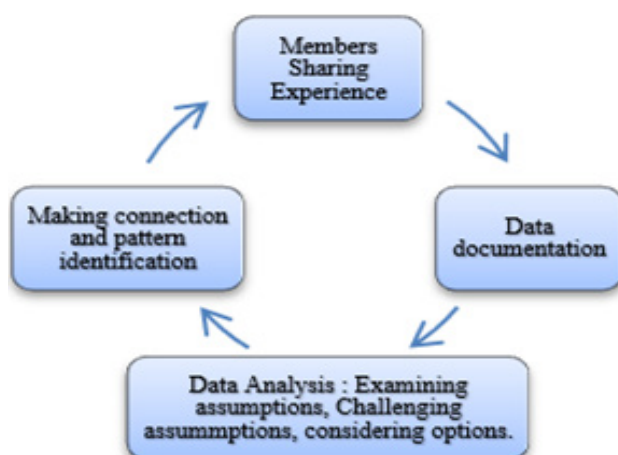 Members
Sharing
Experience
Data
documentation
Data Analysis : Examining
assumptions, Challenging
assummptions, considering options.
Making connection
and pattern
identification